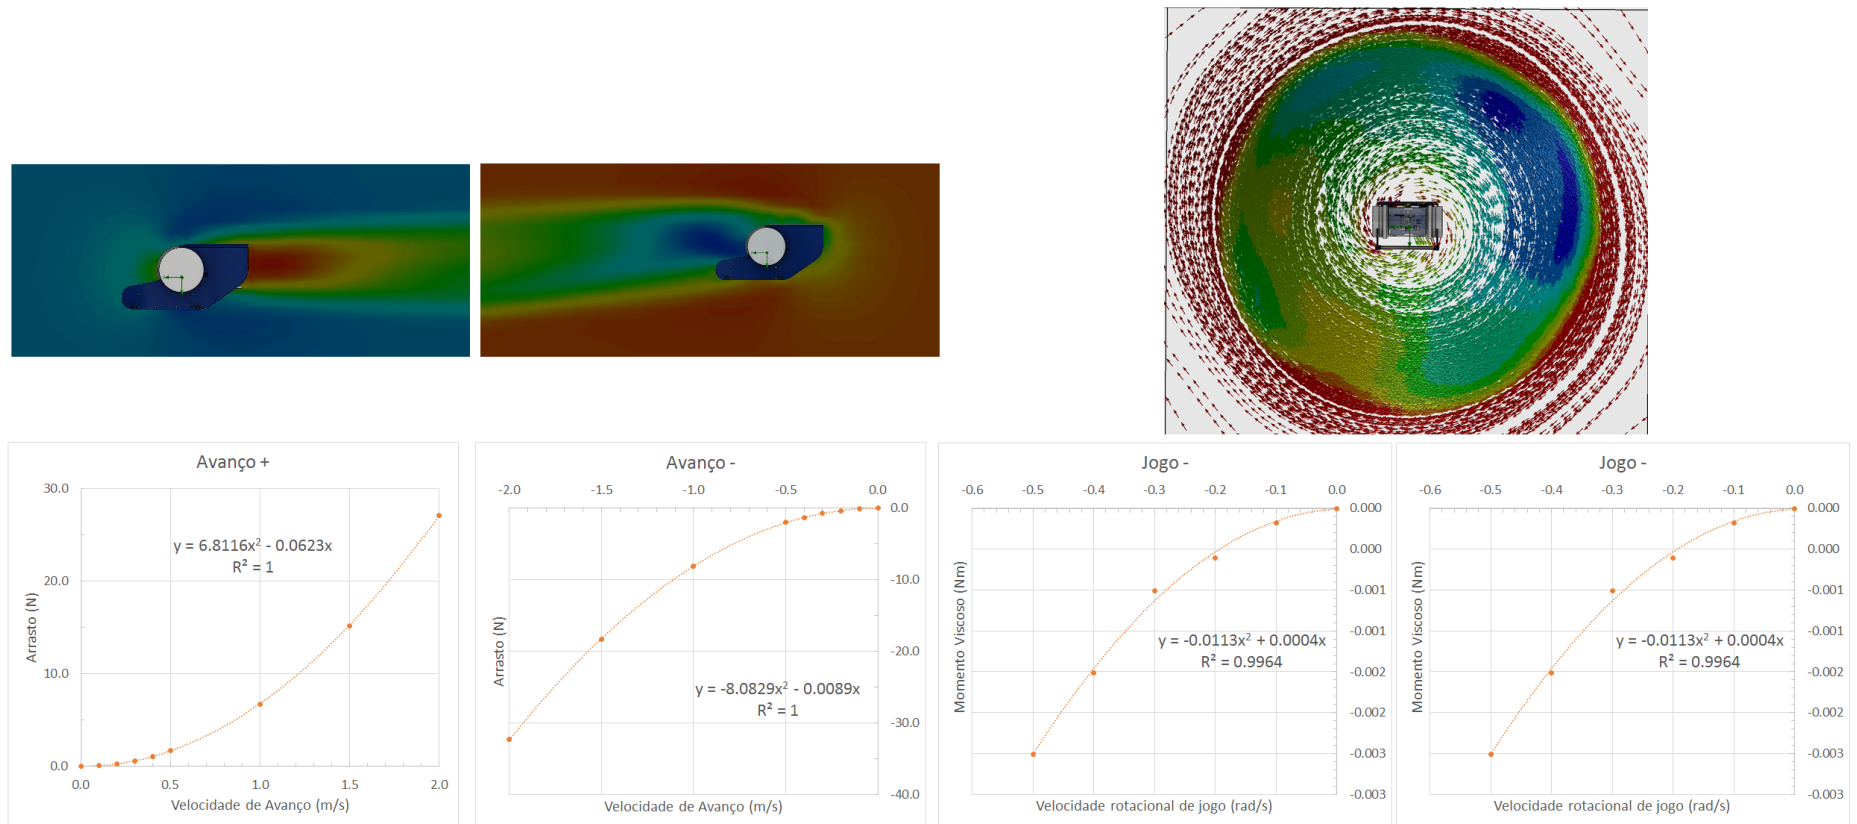 Avanço +
30.0
20.0
10.0
0.0
Arrasto (N)
y = 6.8116x² - 0.0623x
R² = 1
0.0 0.5 1.0 1.5 2.0
Velocidade de Avanço (m/s)
Avanço -
-2.0 -1.5 -1.0 -0.5 0.0
0.0
-10.0
-20.0
-30.0
-40.0
Arrasto (N)
y = -8.0829x² - 0.0089x
R² = 1
Velocidade de Avanço (m/s)
Jogo -
-0.6 -0.5 -0.4 -0.3 -0.2 -0.1 0.0
0.000
0.000
-0.001
-0.001
-0.002
-0.002
-0.003
-0.003
Momento Viscoso (Nm)
y = -0.0113x² + 0.0004x
R² = 0.9964
Velocidade rotacional de jogo (rad/s)
Jogo -
-0.6 -0.5 -0.4 -0.3 -0.2 -0.1 0.0
0.000
0.000
-0.001
-0.001
-0.002
-0.002
-0.003
-0.003
Momento Viscoso (Nm)
y = -0.0113x² + 0.0004x
R² = 0.9964
Velocidade rotacional de jogo (rad/s)